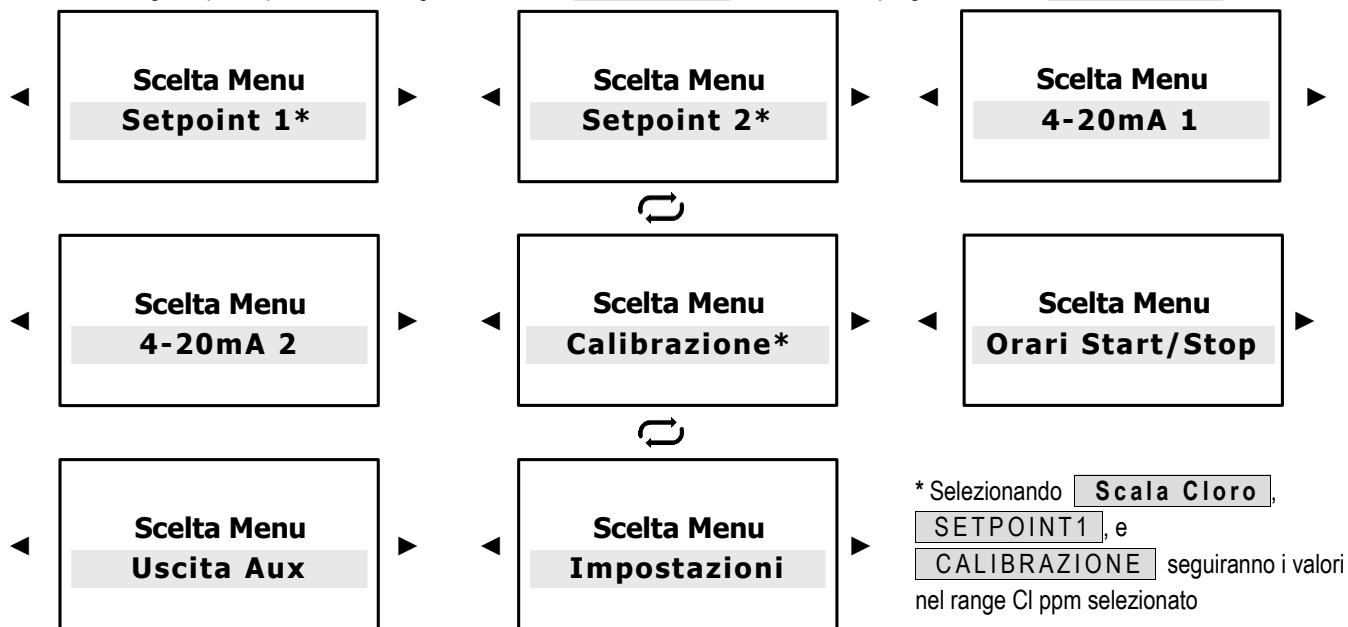 Scelta Menu
Setpoint 1*
Scelta Menu
Setpoint 2*
Scelta Menu
4-20mA 1
Scelta Menu
4-20mA 2
Scelta Menu
Calibrazione*
Scelta Menu
Orari Start/Stop
Scelta Menu
Uscita Aux
Scelta Menu
Impostazioni
* Selezionando Scala Cloro,
SETPOINT1, e
CALIBRAZIONE seguiranno i valori
nel range Cl ppm selezionato